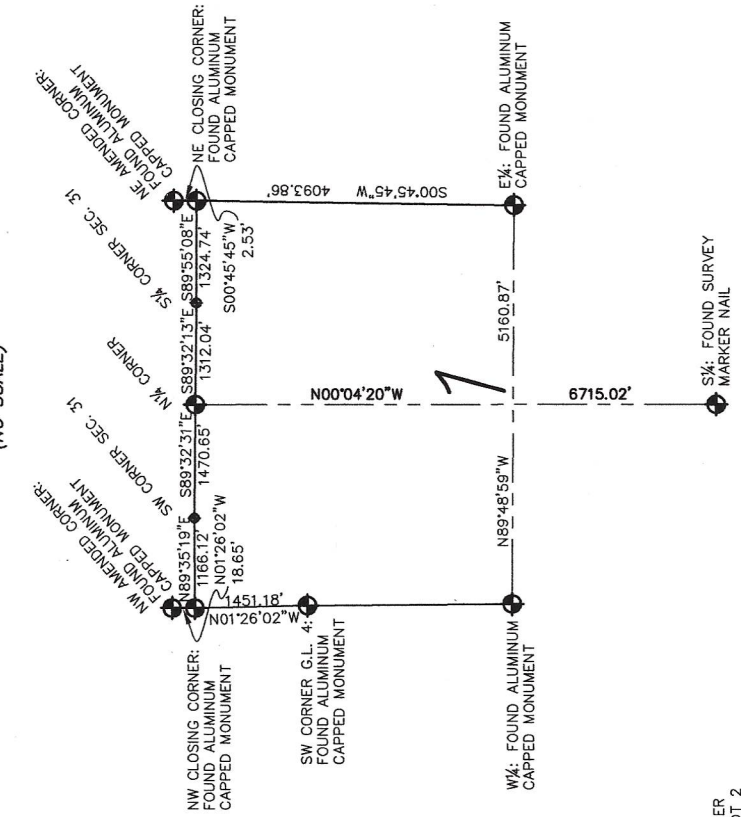 (NO SCALE)
NE AMENDED CORNER:
FOUND ALUMINUM
CAPPED MONUMENT
NE CLOSING CORNER:
FOUND ALUMINUM
CAPPED MONUMENT
S¼ CORNER SEC. 31
N¼ CORNER
SW CORNER SEC. 31
NW AMENDED CORNER:
FOUND ALUMINUM
CAPPED MONUMENT
N89°35'19"E
1166.12'
S89°32'31"E
1470.65'
S89°32'13"E
1312.04'
S89°55'08"E
1324.74'
S00°45'45"W
2.53'
N01°26'02"W
18.65'
NW CLOSING CORNER:
FOUND ALUMINUM
CAPPED MONUMENT
1451.18'
N01°26'02"W
S00°45'45"W 4093.86'
SW CORNER G.L. 4:
FOUND ALUMINUM
CAPPED MONUMENT
N00°04'20"W
6715.02'
1
N89°48'59"W
5160.87'
W¼: FOUND ALUMINUM
CAPPED MONUMENT
E¼: FOUND ALUMINUM
CAPPED MONUMENT
S¼: FOUND SURVEY
MARKER NAIL
ER
OT 2